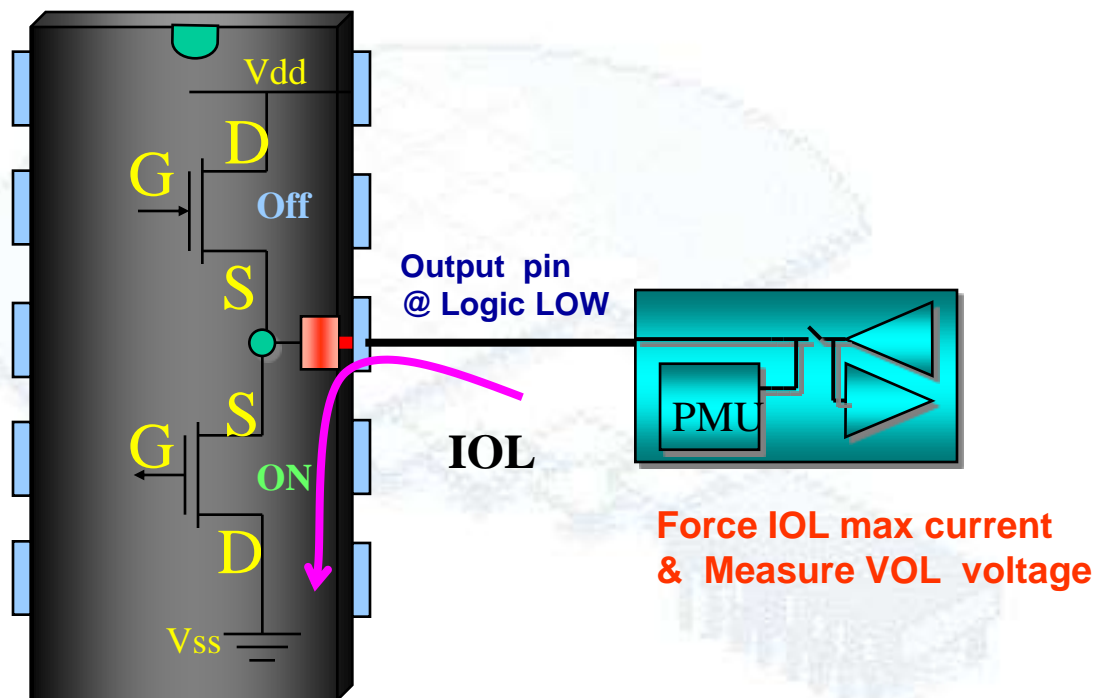 Vdd
D
G
Off
S
Output pin
@ Logic LOW
S
G
ON
IOL
PMU
D
Force IOL max current
& Measure VOL voltage
Vss